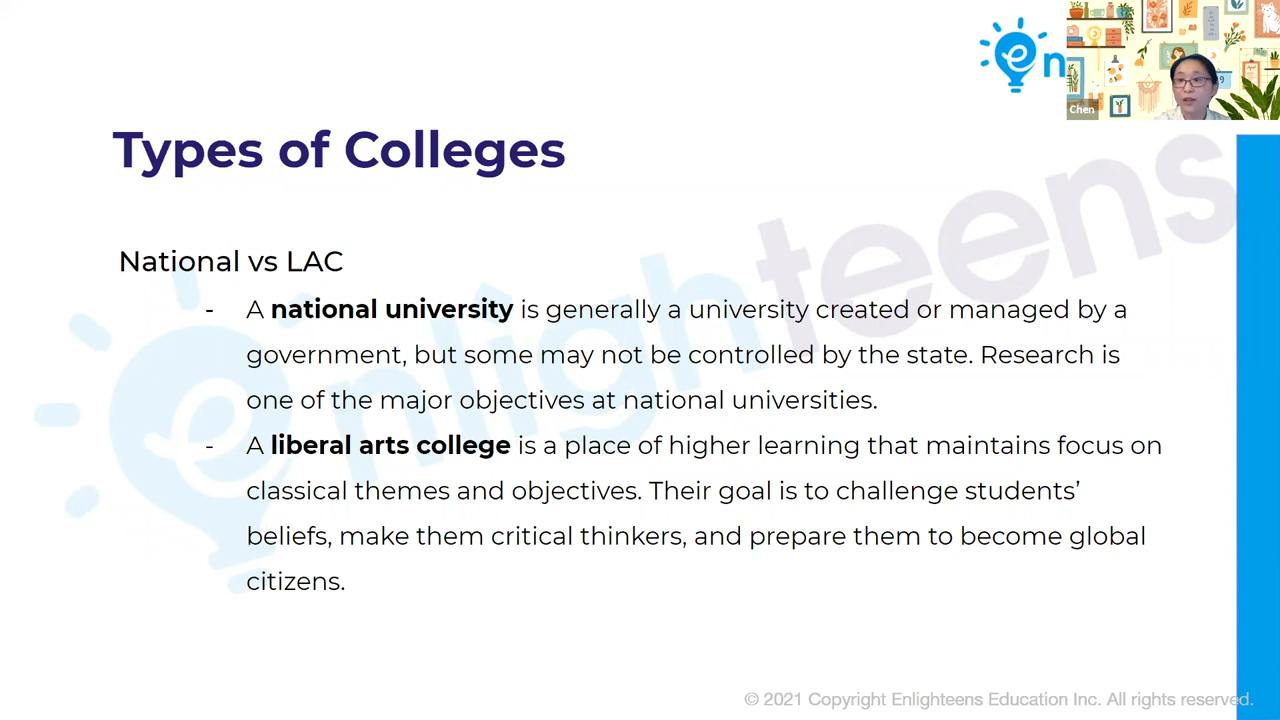 en
Chen
Types of Colleges
enlighteens
National vs LAC
- A national university is generally a university created or managed by a
government, but some may not be controlled by the state. Research is
one of the major objectives at national universities.
- A liberal arts college is a place of higher learning that maintains focus on
classical themes and objectives. Their goal is to challenge students’
beliefs, make them critical thinkers, and prepare them to become global
citizens.
© 2021 Copyright Enlighteens Education Inc. All rights reserved.